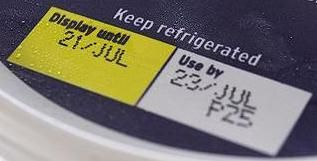 Keep refrigerated
Display until
21/JUL
Use by
23/JUL
F25